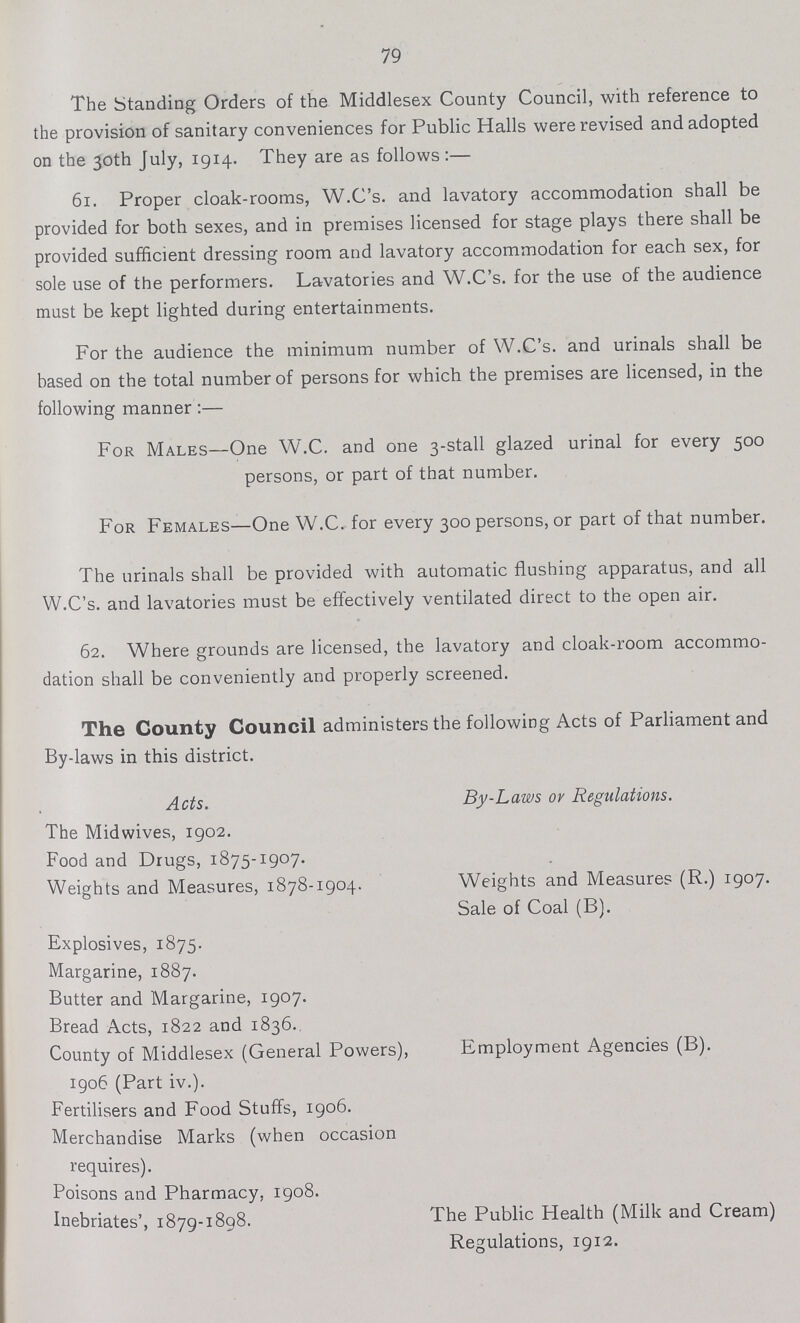 79
The Standing Orders of the Middlesex County Council, with reference to
the provision of sanitary conveniences for Public Halls were revised and adopted
on the 30th July, 1914. They are as follows :—
61. Proper cloak-rooms, W.C's. and lavatory accommodation shall be
provided for both sexes, and in premises licensed for stage plays there shall be
provided sufficient dressing room and lavatory accommodation for each sex, for
sole use of the performers. Lavatories and W.C's. for the use of the audience
must be kept lighted during entertainments.
For the audience the minimum number of W.C's. and urinals shall be
based on the total number of persons for which the premises are licensed, in the
following manner :—
For Males—One W.C. and one 3-stall glazed urinal for every 500
persons, or part of that number.
For Females—One W.C. for every 300 persons, or part of that number.
The urinals shall be provided with automatic flushing apparatus, and all
W.C's. and lavatories must be effectively ventilated direct to the open air.
62. Where grounds are licensed, the lavatory and cloak-room accommo-
dation shall be conveniently and properly screened.
The County Council administers the following Acts of Parliament and
By-laws in this district.
Acts. By-Laws or Regulations.
The Midwives, 1902.
Food and Drugs, 1875-1907.
Weights and Measures, 1878-1904. Weights and Measures (R.) 1907.
Sale of Coal (B).
Explosives, 1875.
Margarine, 1887.
Butter and Margarine, 1907.
Bread Acts, 1822 and 1836.
County of Middlesex (General Powers), Employment Agencies (B).
1906 (Part iv.).
Fertilisers and Food Stuffs, 1906.
Merchandise Marks (when occasion
requires).
Poisons and Pharmacy, 1908.
Inebriates', 1879-1898. The Public Health (Milk and Cream)
Regulations, 1912.